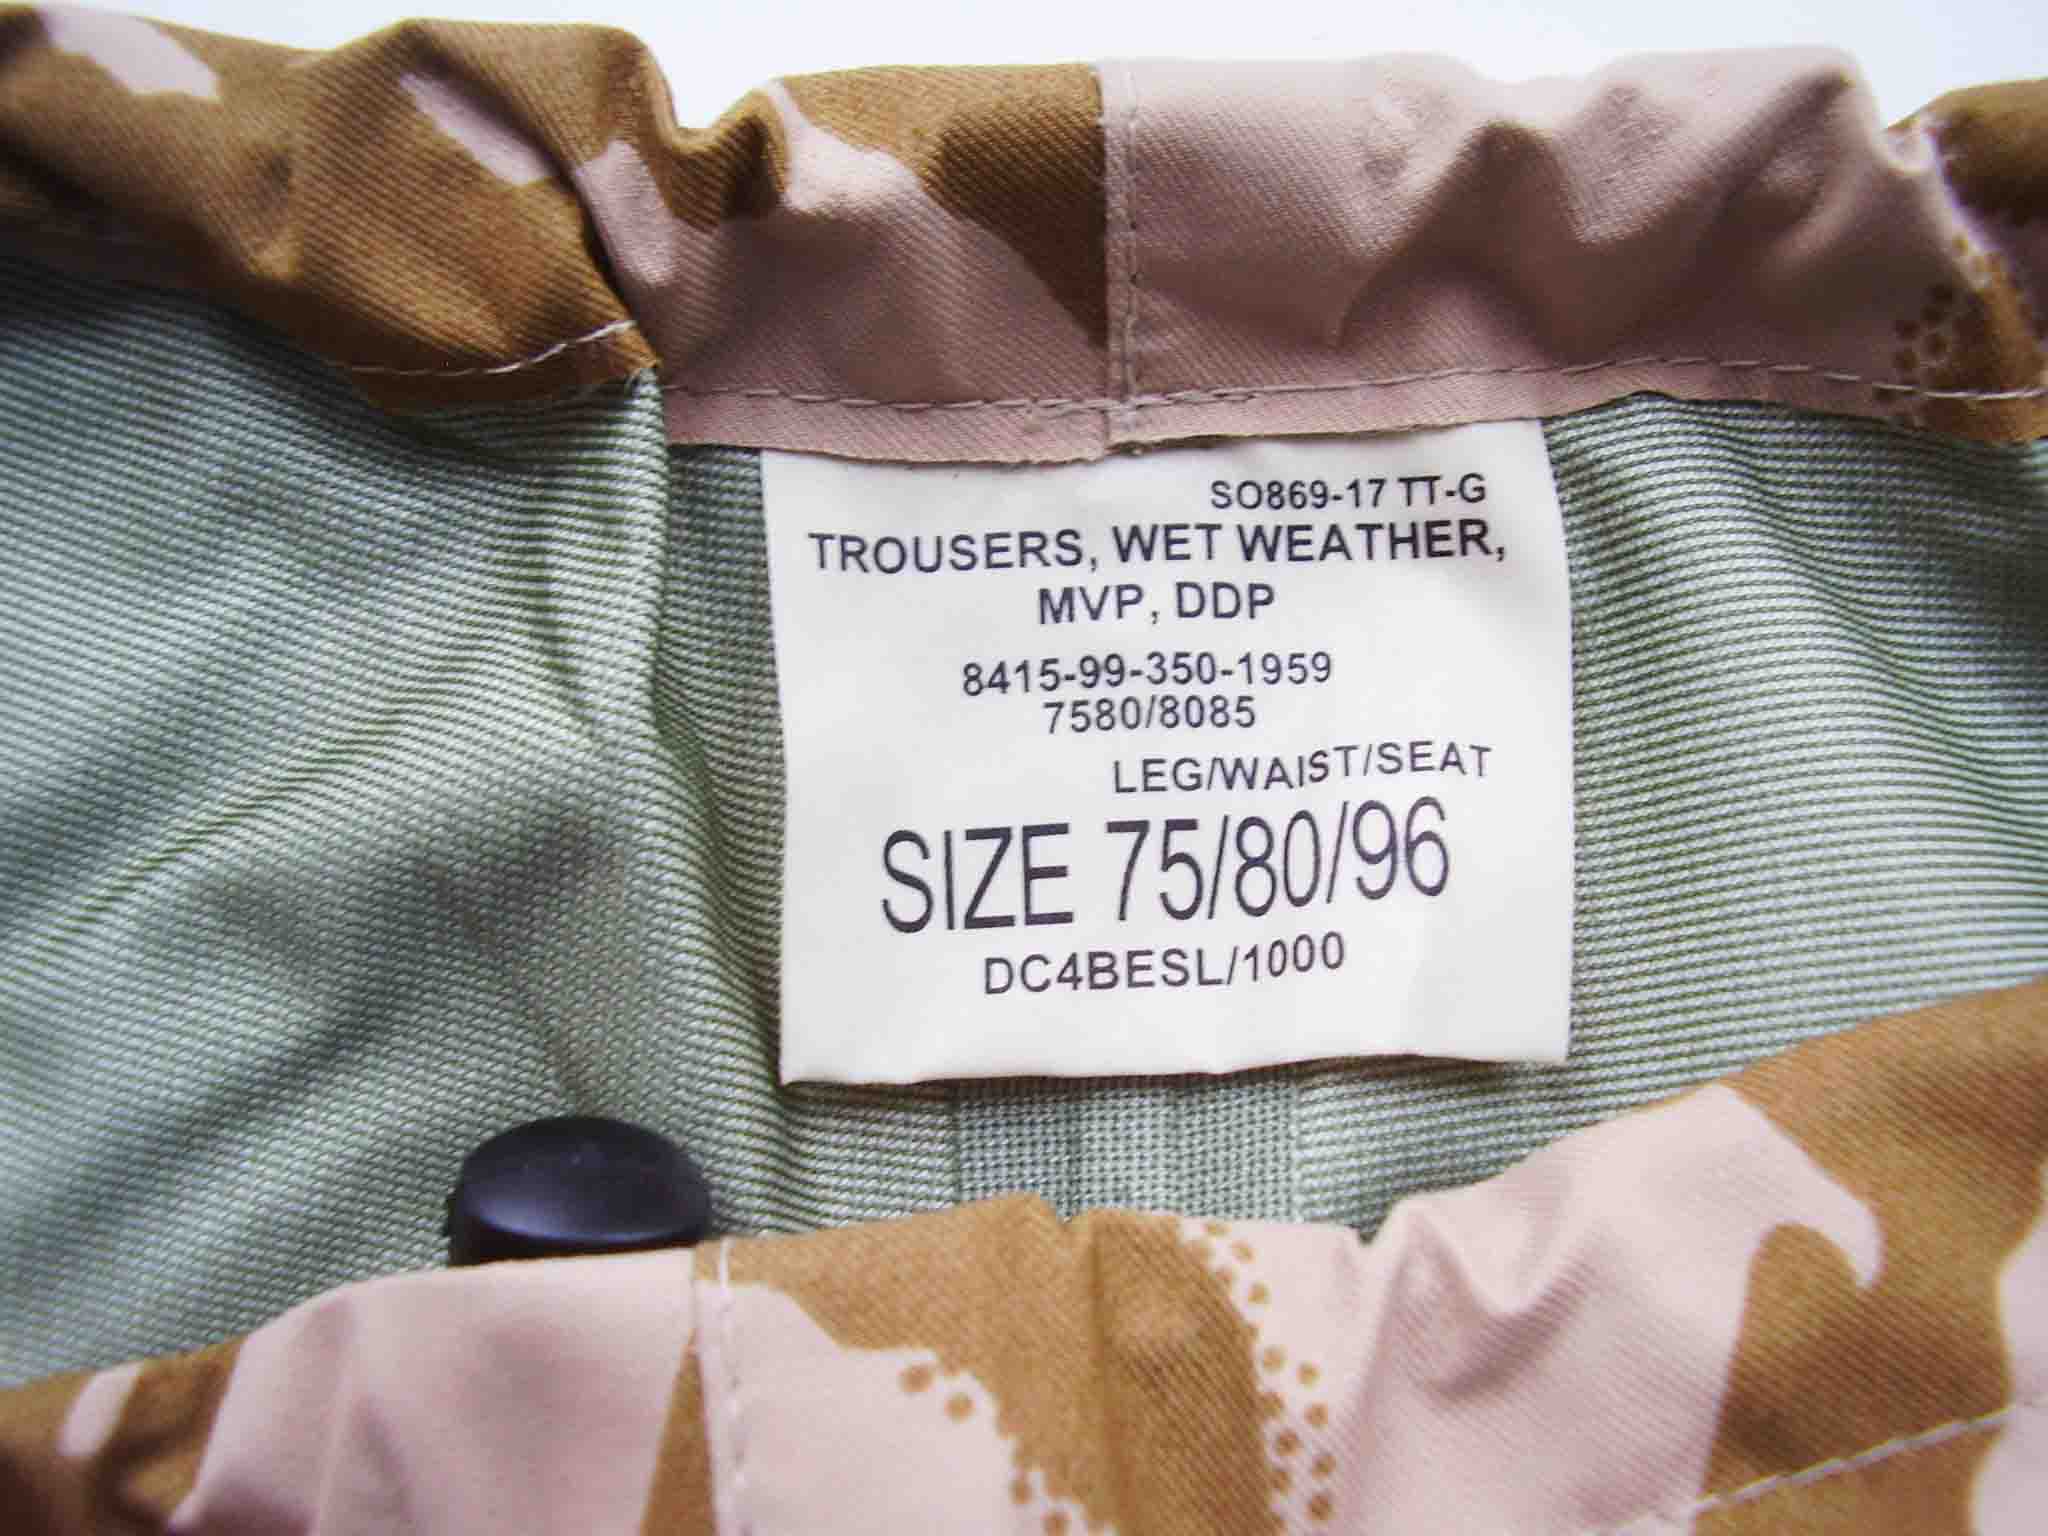 SO869-17 TT-G
TROUSERS, WET WEATHER,
MVP, DDP
8415-99-350-1959
7580/8085
LEG/WAIST/SEAT
SIZE 75/80/96
DC4BESL/1000